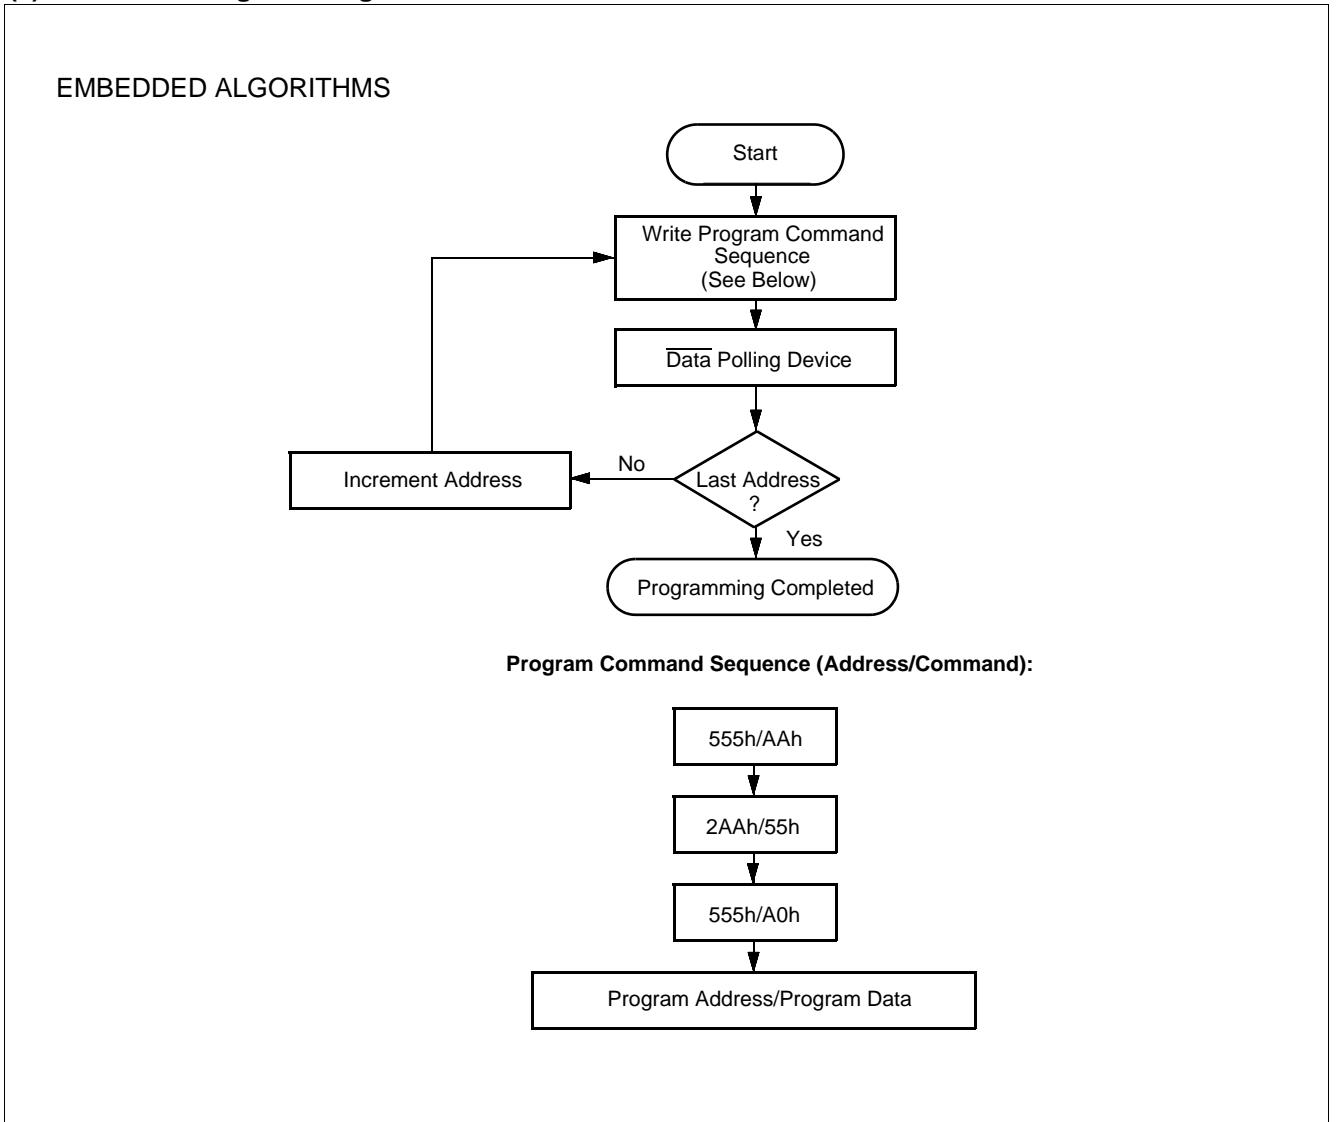 EMBEDDED ALGORITHMS
Start
Write Program Command
Sequence
(See Below)
Data Polling Device
Increment Address
No
Last Address
?
Yes
Programming Completed
Program Command Sequence (Address/Command):
555h/AAh
2AAh/55h
555h/A0h
Program Address/Program Data